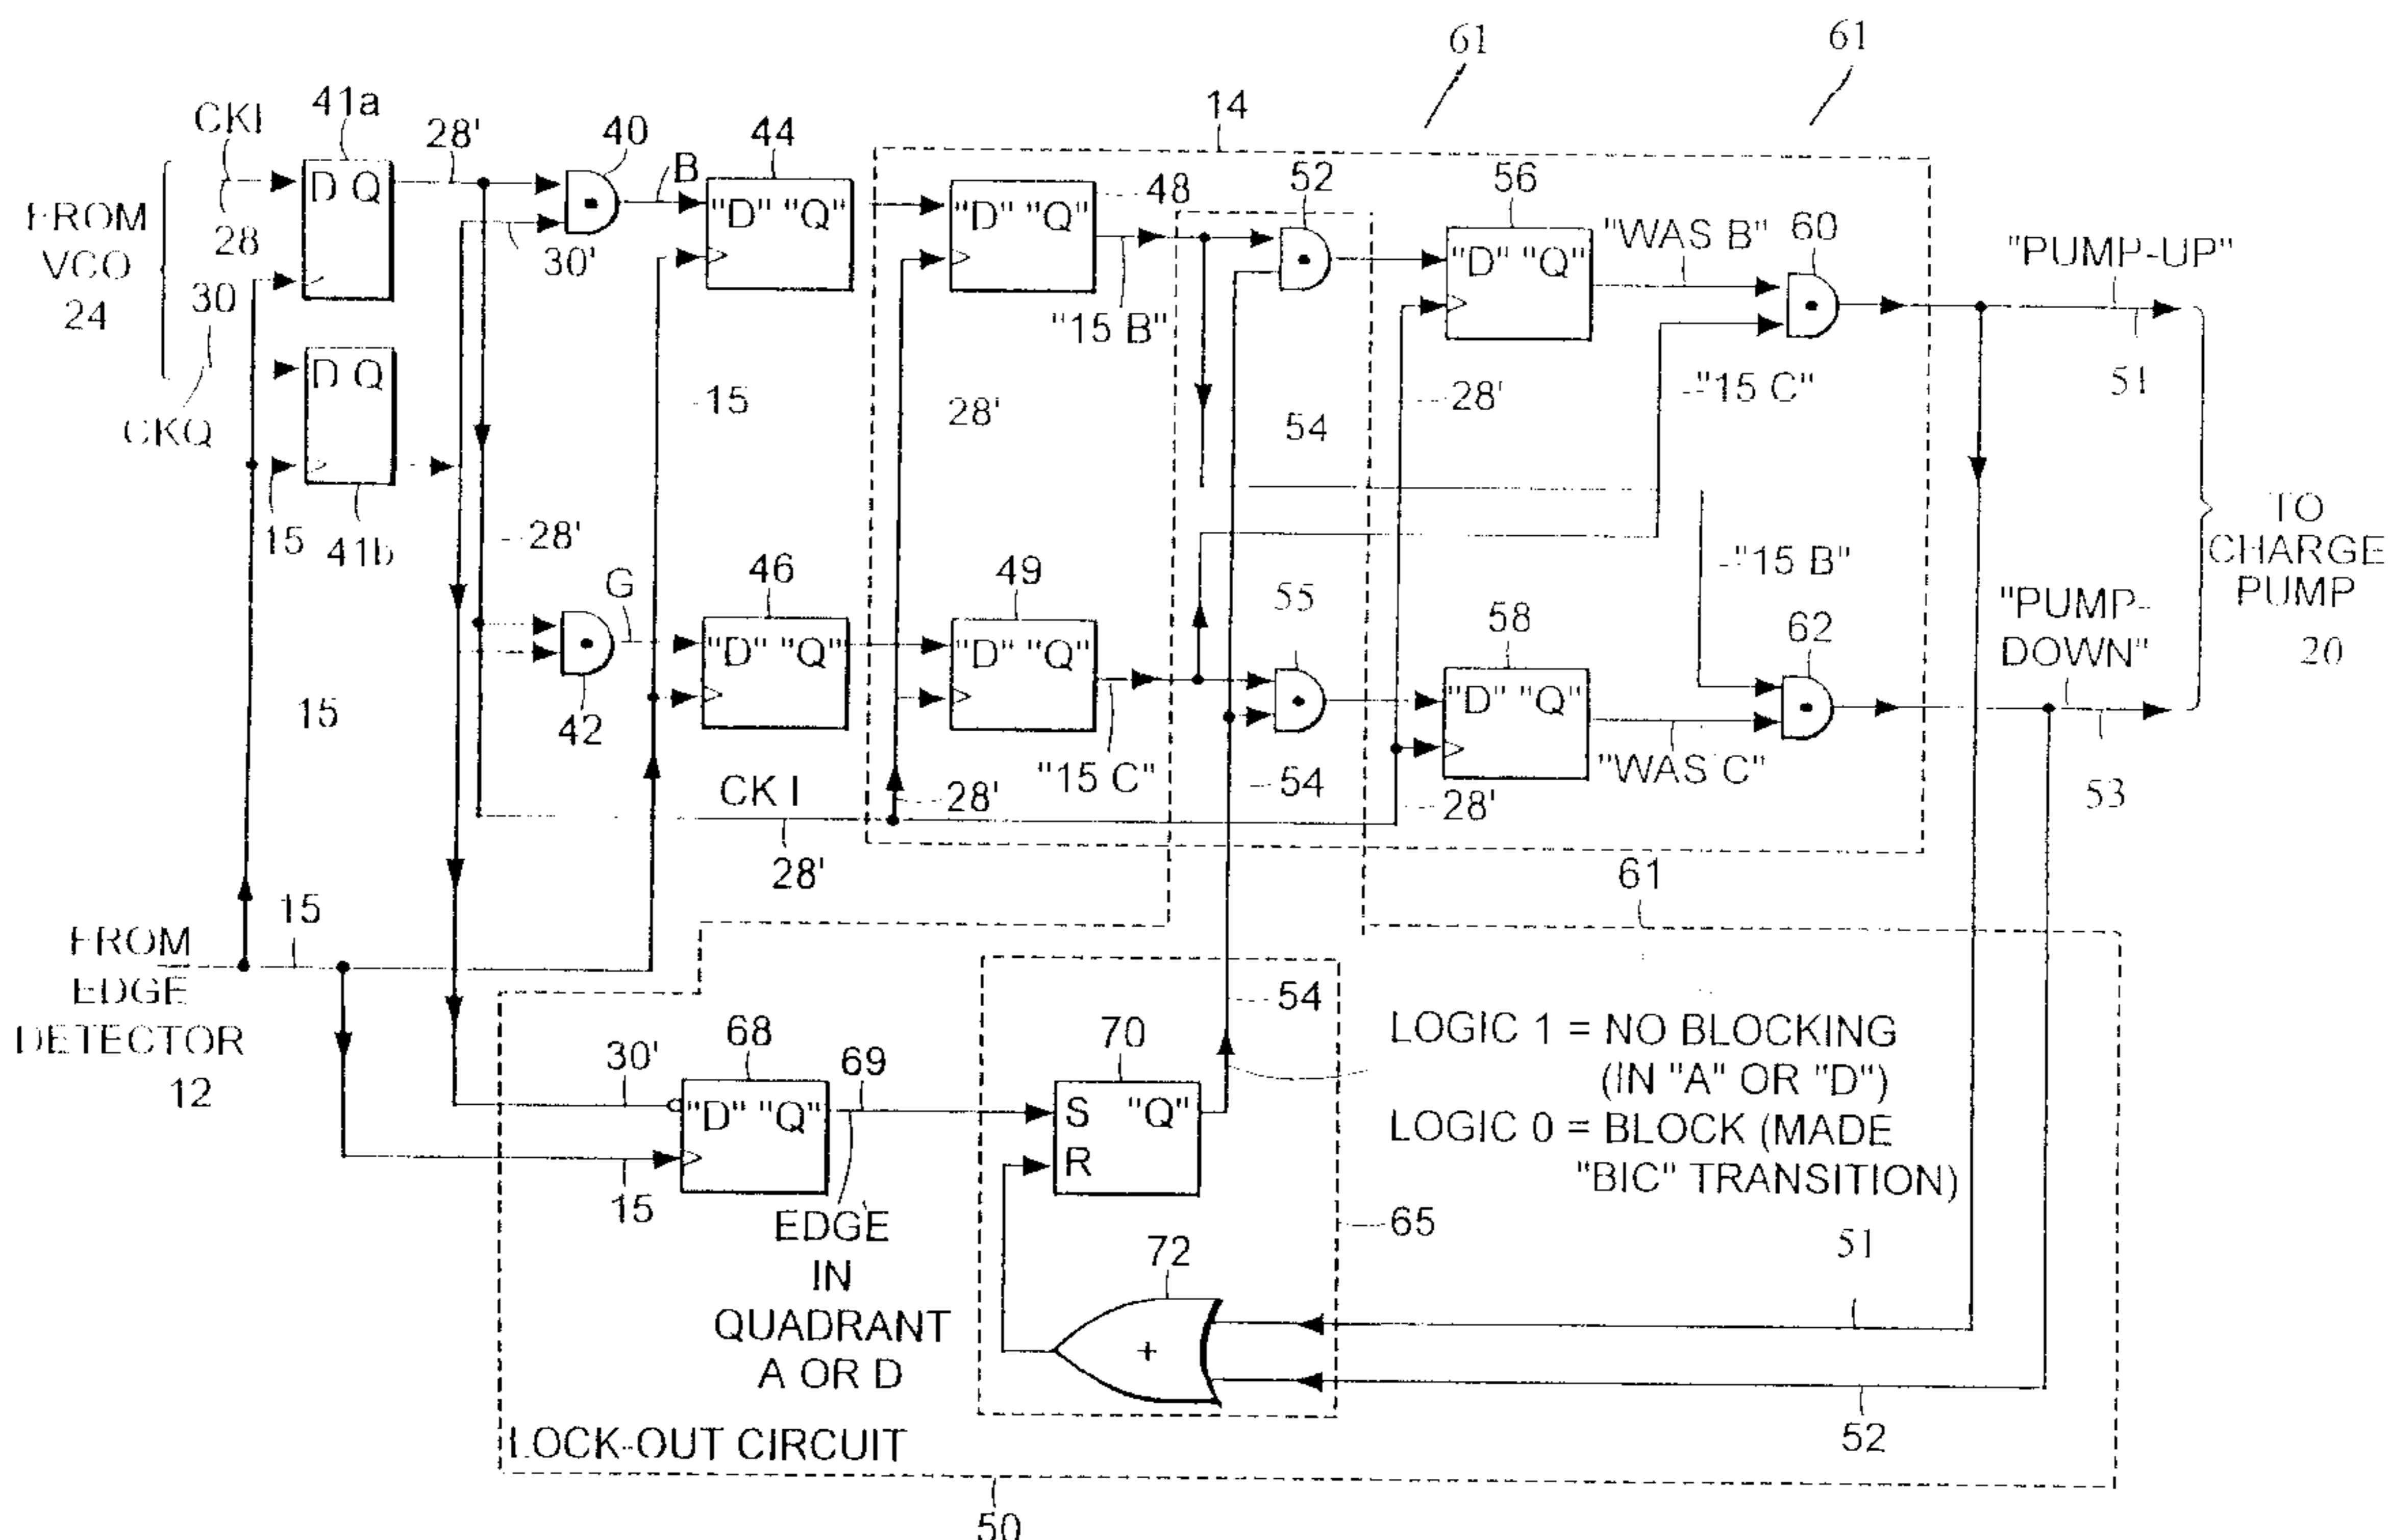 61
61
14
41a
CKI
28'
40
B
44
48
52
56
"WAS B"
60
"PUMP-UP"
51
FROM
VCO
24
28
30
D Q
30'
"D" "Q"
"D" "Q"
"D" "Q"
"15 B"
28'
"15 C"
15
28'
54
CKQ
D Q
15
41b
28'
G
42
46
49
"D" "Q"
"D" "Q"
"15 C"
55
54
58
"D" "Q"
"WAS C"
"15 B"
62
"PUMP-
DOWN"
53
TO
CHARGE
PUMP
20
15
CK I
28'
28'
28'
61
FROM
EDGE
DETECTOR
12
15
30'
68
"D" "Q"
69
15
EDGE
IN
QUADRANT
A OR D
70
S "Q"
R
54
72
+
65
LOGIC 1 = NO BLOCKING
(IN "A" OR "D")
LOGIC 0 = BLOCK (MADE
"BIC" TRANSITION)
51
52
LOCK-OUT CIRCUIT
50